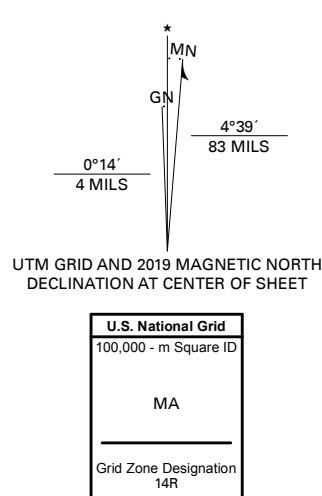 ★
MN
GN
4°39´
83 MILS
0°14´
4 MILS
UTM GRID AND 2019 MAGNETIC NORTH
DECLINATION AT CENTER OF SHEET
U.S. National Grid
100,000 - m Square ID
MA
Grid Zone Designation
14R